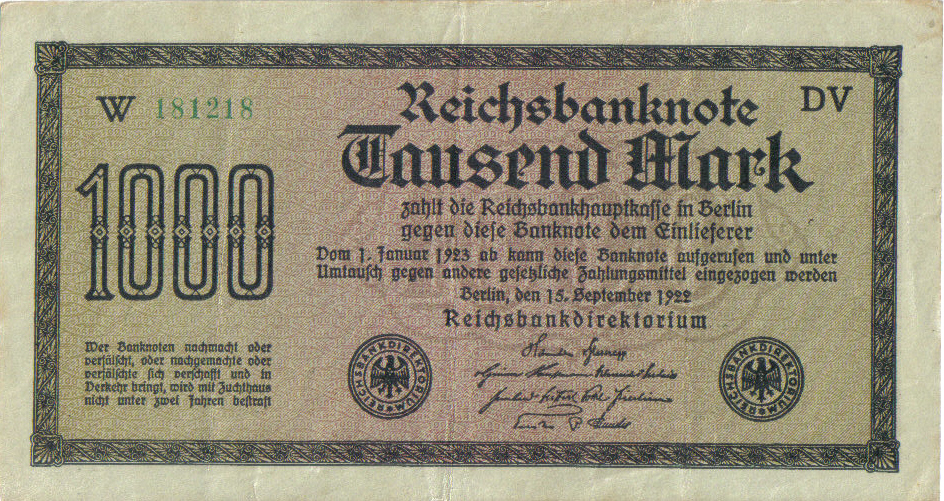 W 181218
DV
Reichsbanknote
Tausend Mark
1000
zahlt die Reichsbankhauptkasse in Berlin
gegen diese Banknote dem Einlieferer
Vom 1. Januar 1923 ab kann diese Banknote aufgerufen und unter
Umtausch gegen andere gesetzliche Zahlungsmittel eingezogen werden
Berlin, den 15. September 1922
Reichsbankdirektorium
Wer Banknoten nachmacht oder
verfälscht, oder nachgemachte oder
verfälschte sich verschafft und in
Verkehr bringt, wird mit Zuchthaus
nicht unter zwei Jahren bestraft
REICHSBANKDIREKTORIUM
REICHSBANKDIREKTORIUM